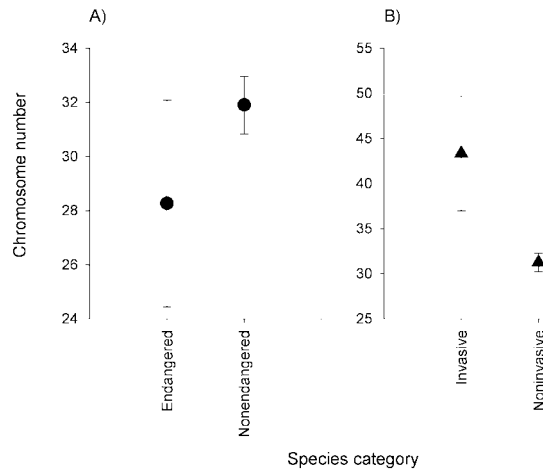 A)
B)
Chromosome number
34
32
30
28
26
24
55
50
45
40
35
30
25
Endangered
Nonendangered
Invasive
Noninvasive
Species category